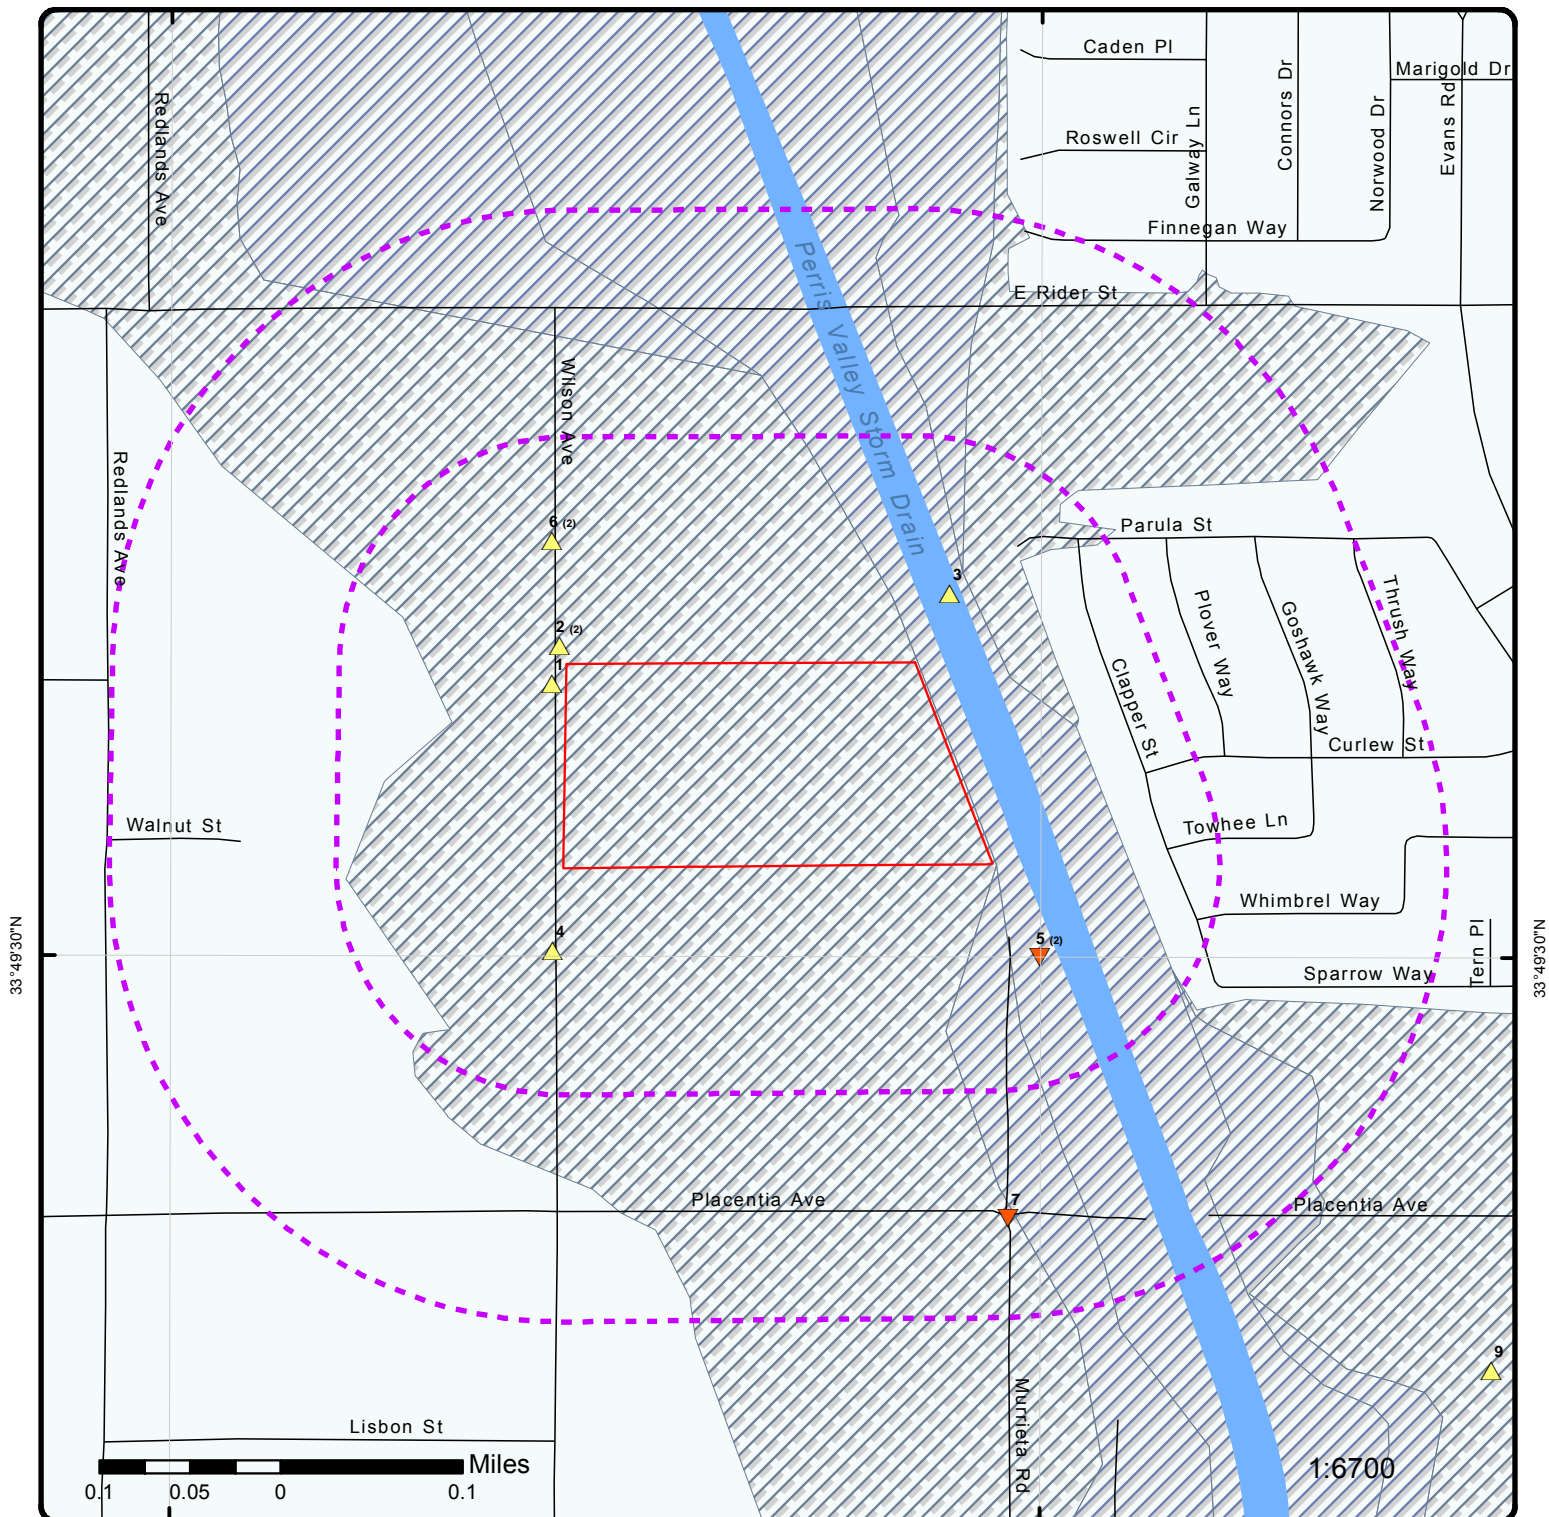 Caden Pl
Marigold Dr
Redlands Ave
Connors Dr
Evans Rd
Norwood Dr
Galway Ln
Roswell Cir
Finnegan Way
Perris Valley Storm Drain
E Rider St
Wilson Ave
Redlands Ave
6 (2)
Parula St
3
Thrush Way
Plover Way
Goshawk Way
2 (2)
1
Clapper St
Curlew St
Walnut St
Towhee Ln
Whimbrel Way
33°49'30"N
33°49'30"N
4
5 (2)
Tern Pl
Sparrow Way
7
Placentia Ave
Placentia Ave
9
Murrieta Rd
Lisbon St
Miles
1:6700
0.1 0.05 0 0.1